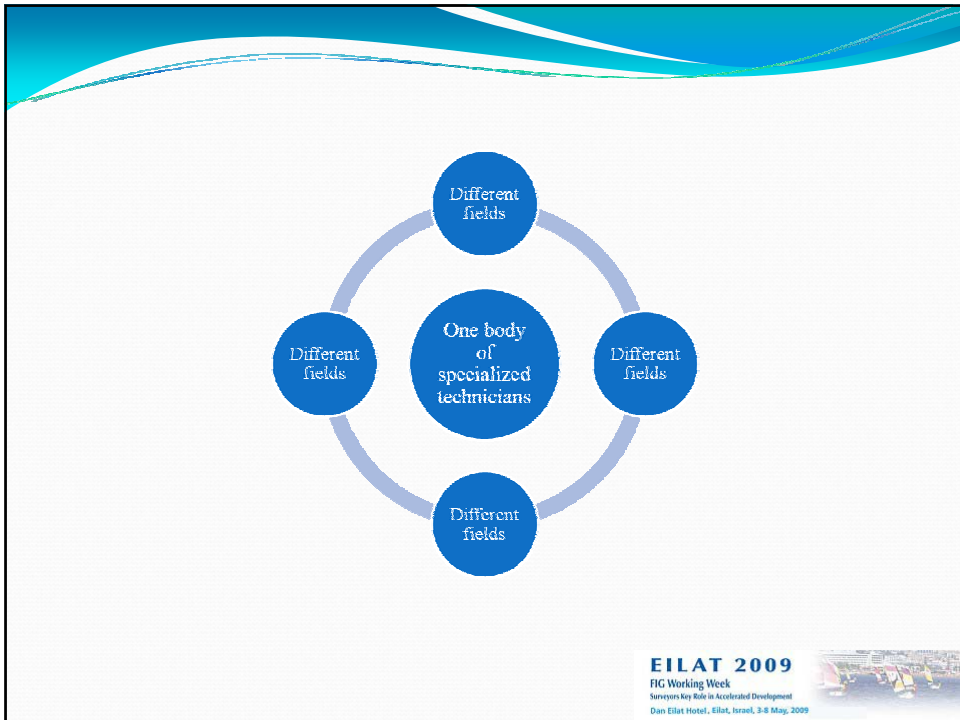 Different
fields
Different
fields
One body
of
specialized
technicians
Different
fields
Different
fields
EILAT 2009
FIG Working Week
Surveyors Key Role in Accelerated Development
Dan Eilat Hotel, Eilat, Israel, 3-8 May, 2009